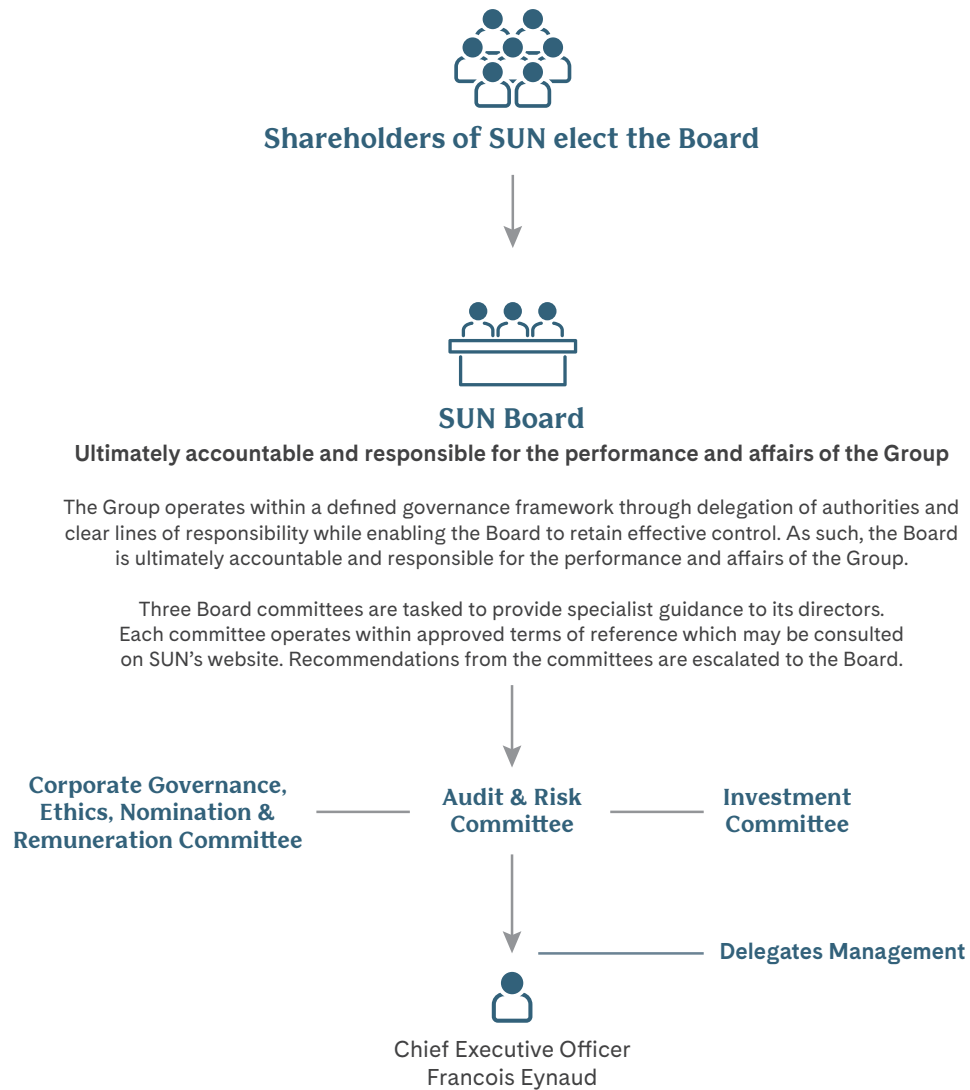 Shareholders of SUN elect the Board
SUN Board
Ultimately accountable and responsible for the performance and affairs of the Group
The Group operates within a defined governance framework through delegation of authorities and
clear lines of responsibility while enabling the Board to retain effective control. As such, the Board
is ultimately accountable and responsible for the performance and affairs of the Group.
Three Board committees are tasked to provide specialist guidance to its directors.
Each committee operates within approved terms of reference which may be consulted
on SUN’s website. Recommendations from the committees are escalated to the Board.
Corporate Governance,
Ethics, Nomination &
Remuneration Committee
Audit & Risk
Committee
Investment
Committee
Delegates Management
Chief Executive Officer
Francois Eynaud